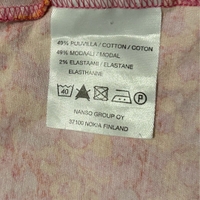 49% PUUVILLA / COTTON / COTON
49% MODAALI / MODAL
2% ELASTAANI / ELASTANE
ELASTHANNE
40
P
NANSO GROUP OY
37100 NOKIA FINLAND